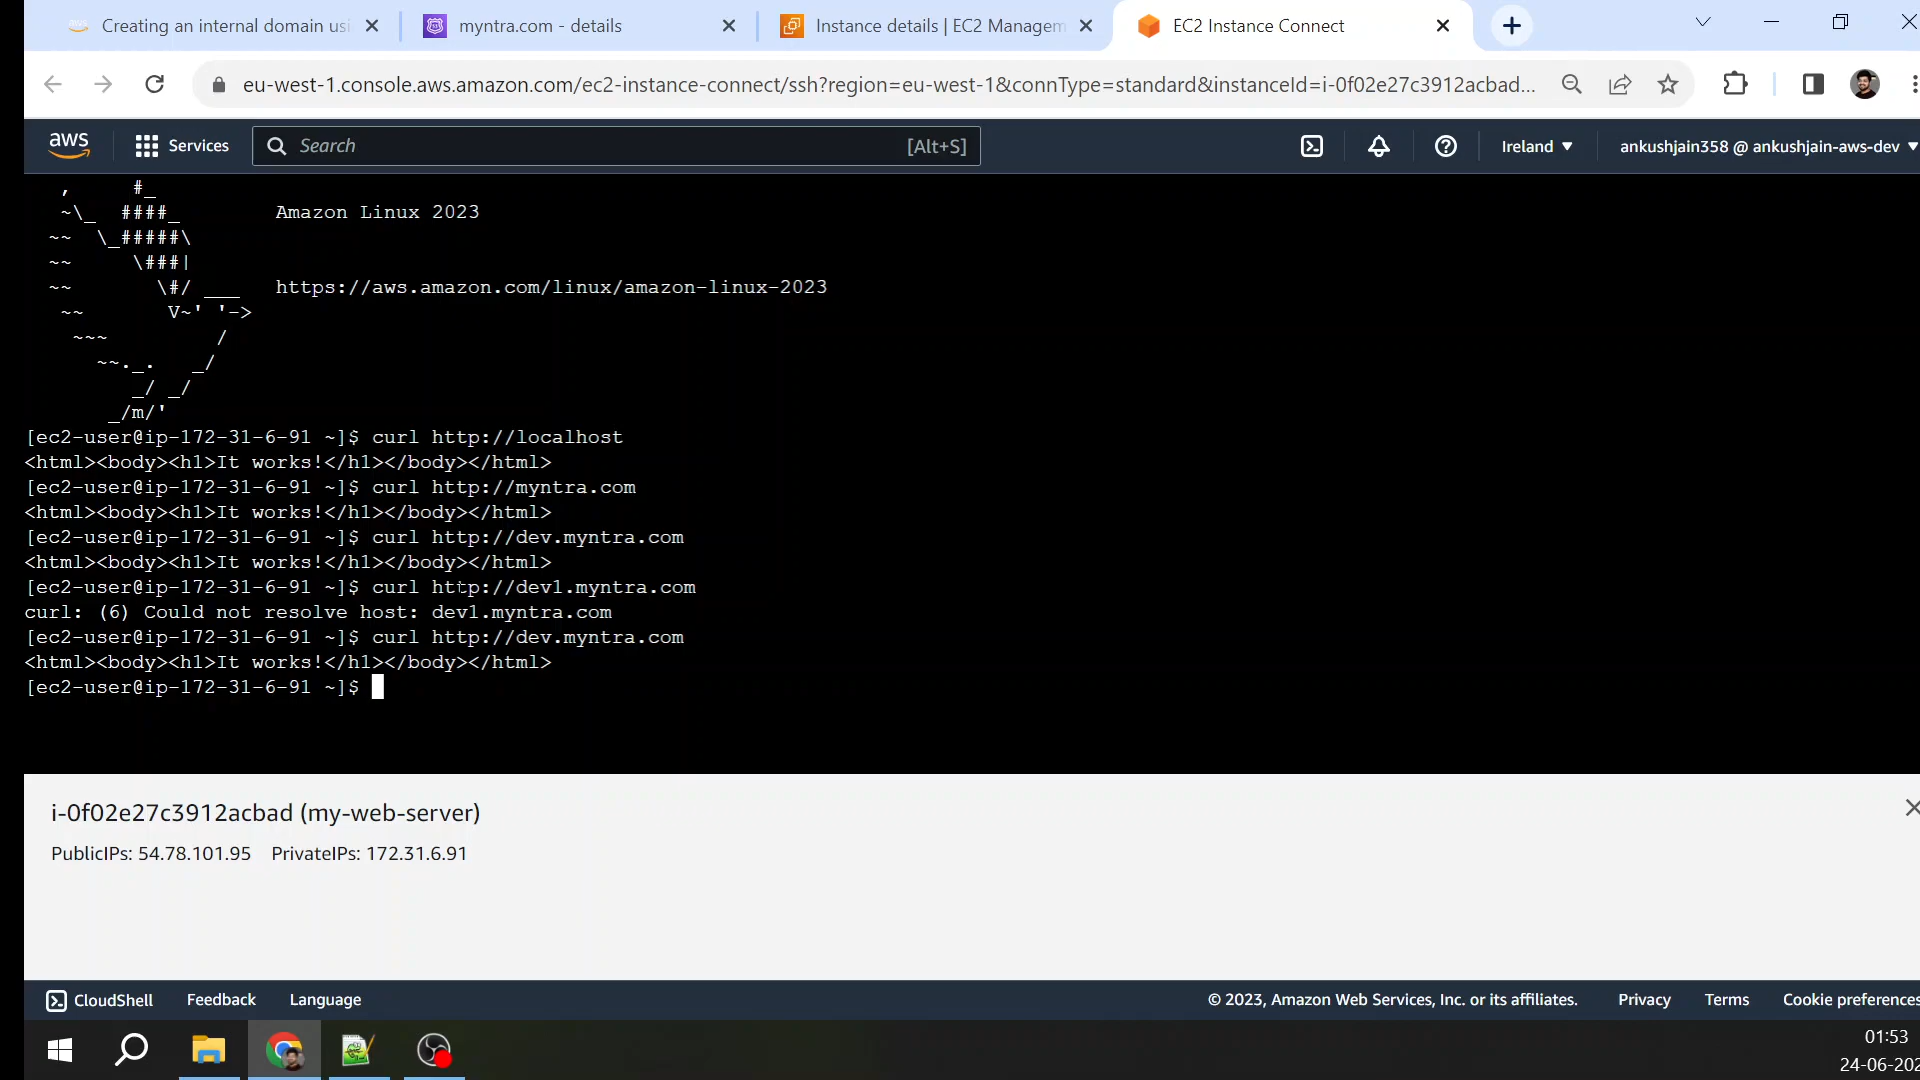 Creating an internal domain usi
myntra.com - details
Instance details | EC2 Managem
EC2 Instance Connect
eu-west-1.console.aws.amazon.com/ec2-instance-connect/ssh?region=eu-west-1&connType=standard&instanceId=i-0f02e27c3912acbad...
aws
Services
Search
[Alt+S]
Ireland ▼
ankushjain358 @ ankushjain-aws-dev ▼
   ,      #_
   ~\_  ####_       Amazon Linux 2023
  ~~  \_#####\
  ~~     \###|
  ~~       \#/ ___   https://aws.amazon.com/linux/amazon-linux-2023
   ~~       V~' '->
    ~~~         /
      ~~._.   _/
         _/ _/
       _/m/'
[ec2-user@ip-172-31-6-91 ~]$ curl http://localhost
<html><body><h1>It works!</h1></body></html>
[ec2-user@ip-172-31-6-91 ~]$ curl http://myntra.com
<html><body><h1>It works!</h1></body></html>
[ec2-user@ip-172-31-6-91 ~]$ curl http://dev.myntra.com
<html><body><h1>It works!</h1></body></html>
[ec2-user@ip-172-31-6-91 ~]$ curl http://dev1.myntra.com
curl: (6) Could not resolve host: dev1.myntra.com
[ec2-user@ip-172-31-6-91 ~]$ curl http://dev.myntra.com
<html><body><h1>It works!</h1></body></html>
[ec2-user@ip-172-31-6-91 ~]$
i-0f02e27c3912acbad (my-web-server)
PublicIPs: 54.78.101.95 PrivateIPs: 172.31.6.91
CloudShell Feedback Language © 2023, Amazon Web Services, Inc. or its affiliates. Privacy Terms Cookie preferences
01:53
24-06-202